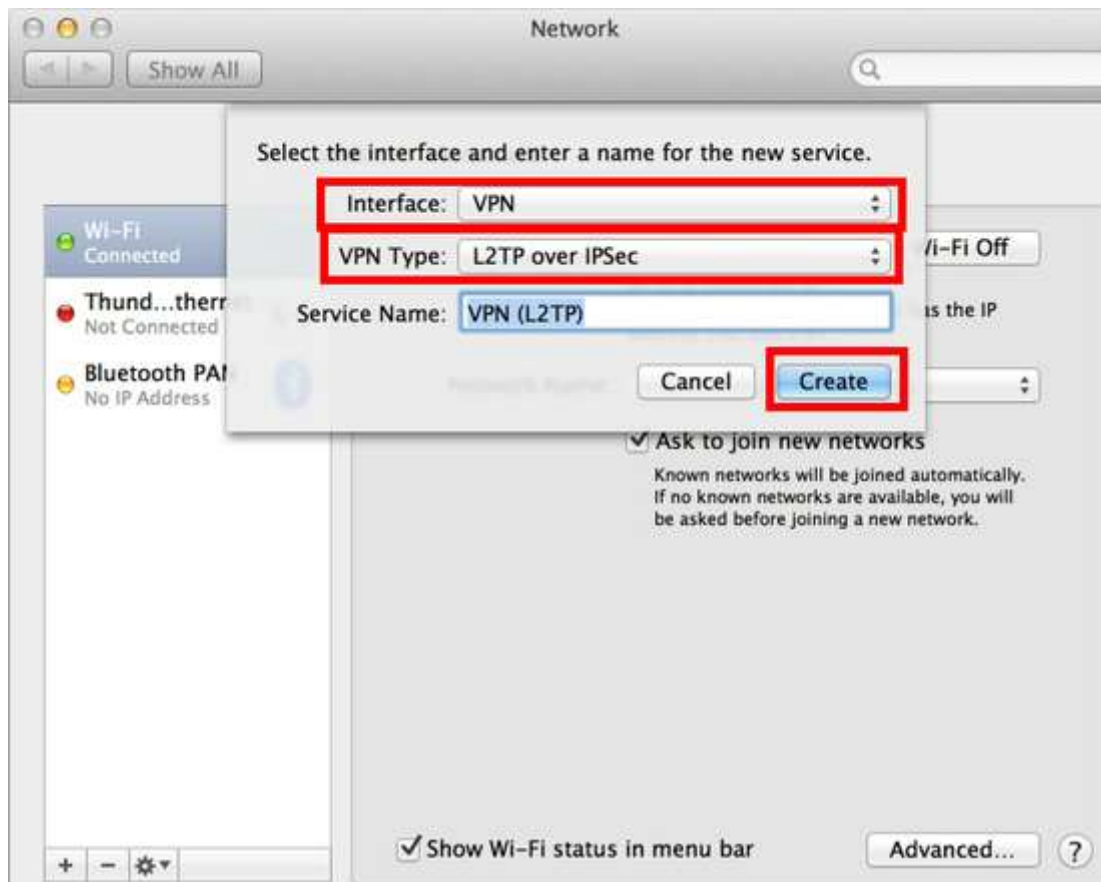 Network
Show All
Select the interface and enter a name for the new service.
Interface: VPN
VPN Type: L2TP over IPSec
Service Name: VPN (L2TP)
Cancel Create
Wi-Fi
Connected
Thund...ther
Not Connected
Bluetooth PAN
No IP Address
Wi-Fi Off
as the IP
Ask to join new networks
Known networks will be joined automatically.
If no known networks are available, you will
be asked before joining a new network.
Show Wi-Fi status in menu bar
Advanced...
?